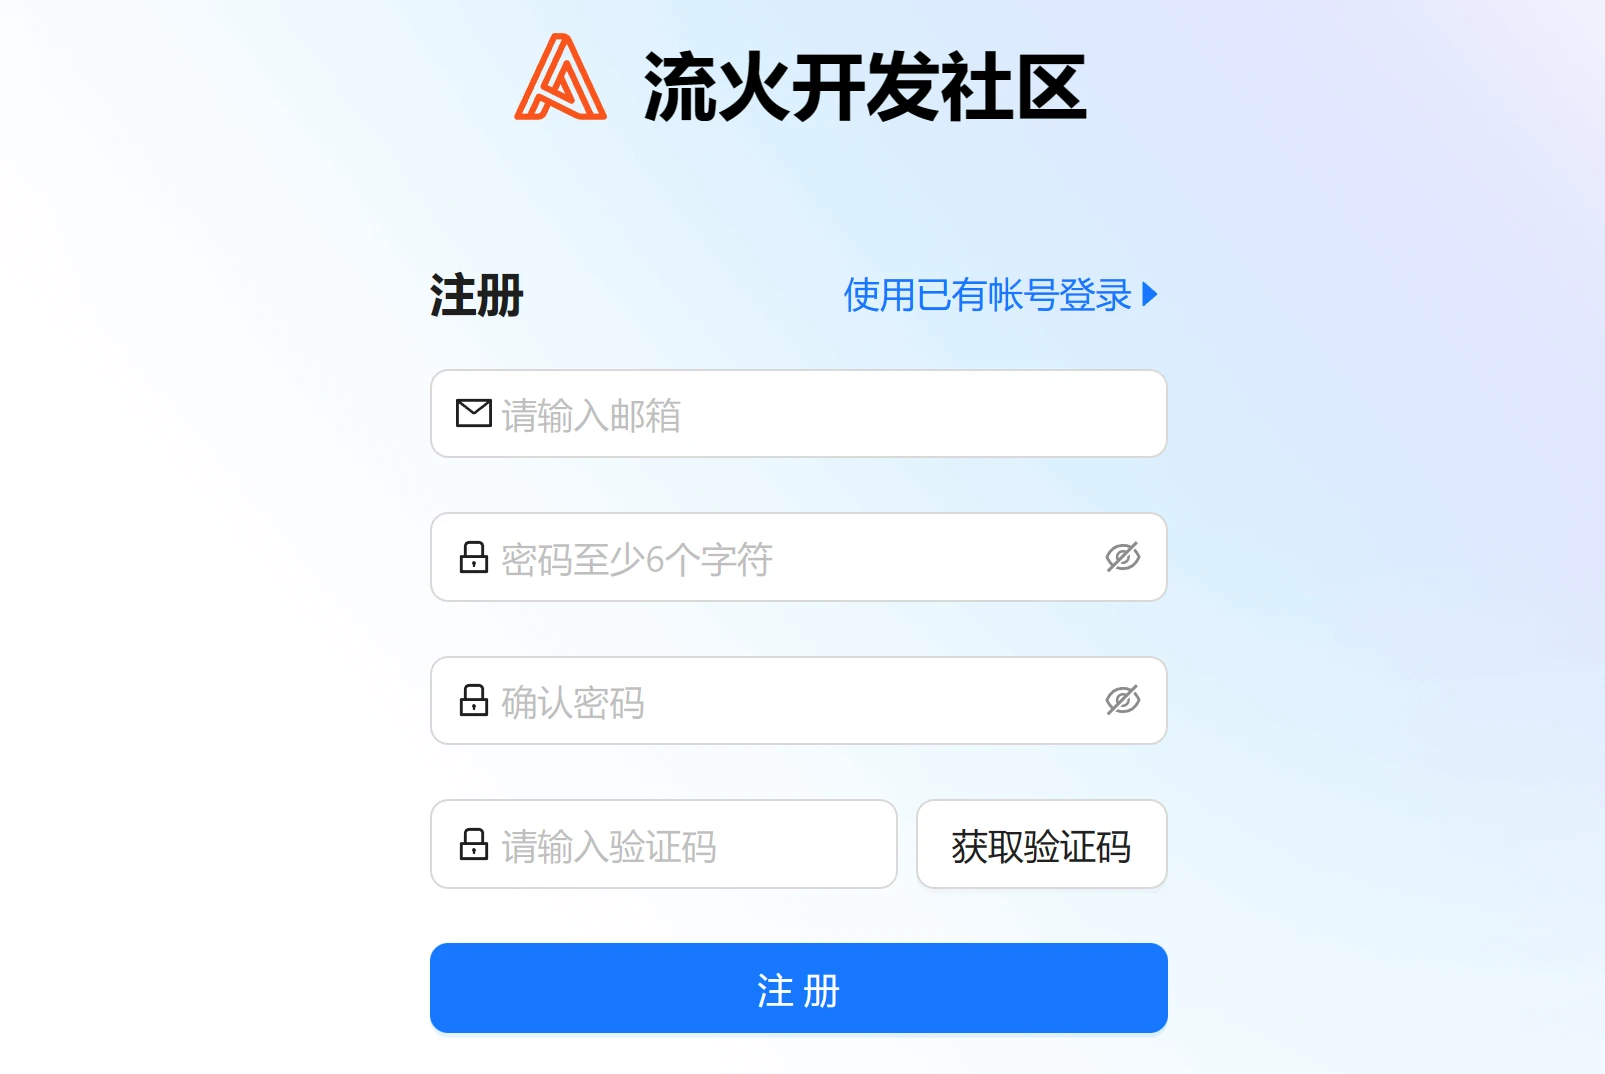 流火开发社区
注册
使用已有帐号登录
请输入邮箱
密码至少6个字符
确认密码
请输入验证码
获取验证码
注 册